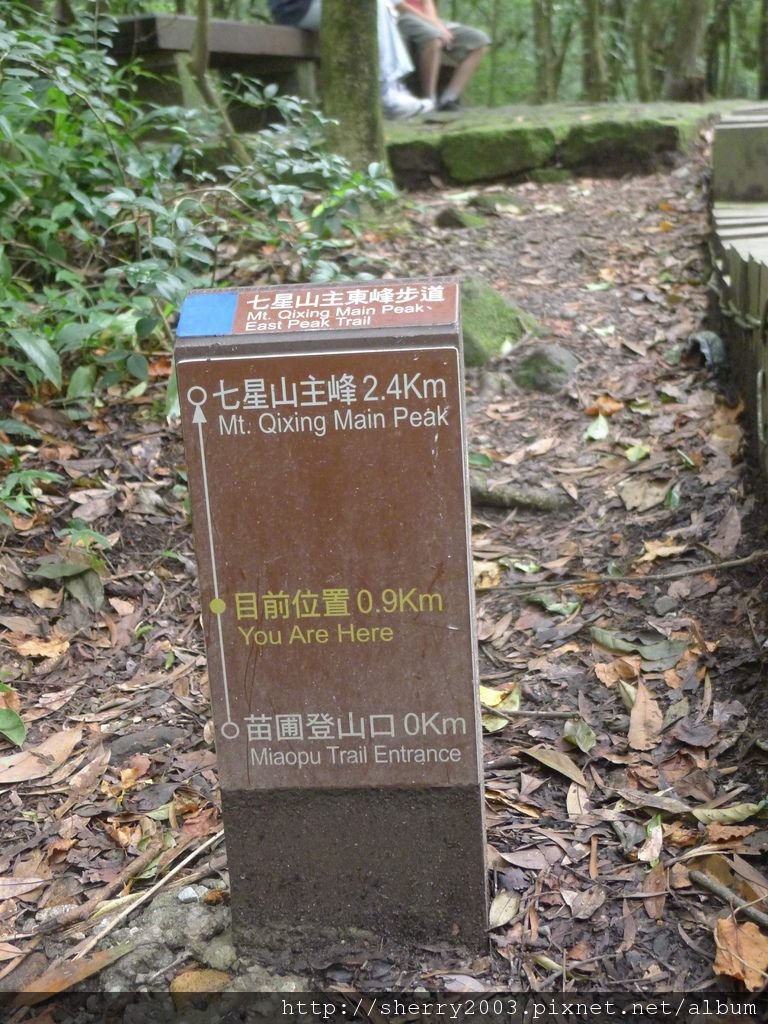 七星山主東峰步道
Mt. Qixing Main Peak、
East Peak Trail
七星山主峰 2.4Km
Mt. Qixing Main Peak
目前位置 0.9Km
You Are Here
苗圃登山口 0Km
Miaopu Trail Entrance
http://sherry2003.pixnet.net/album